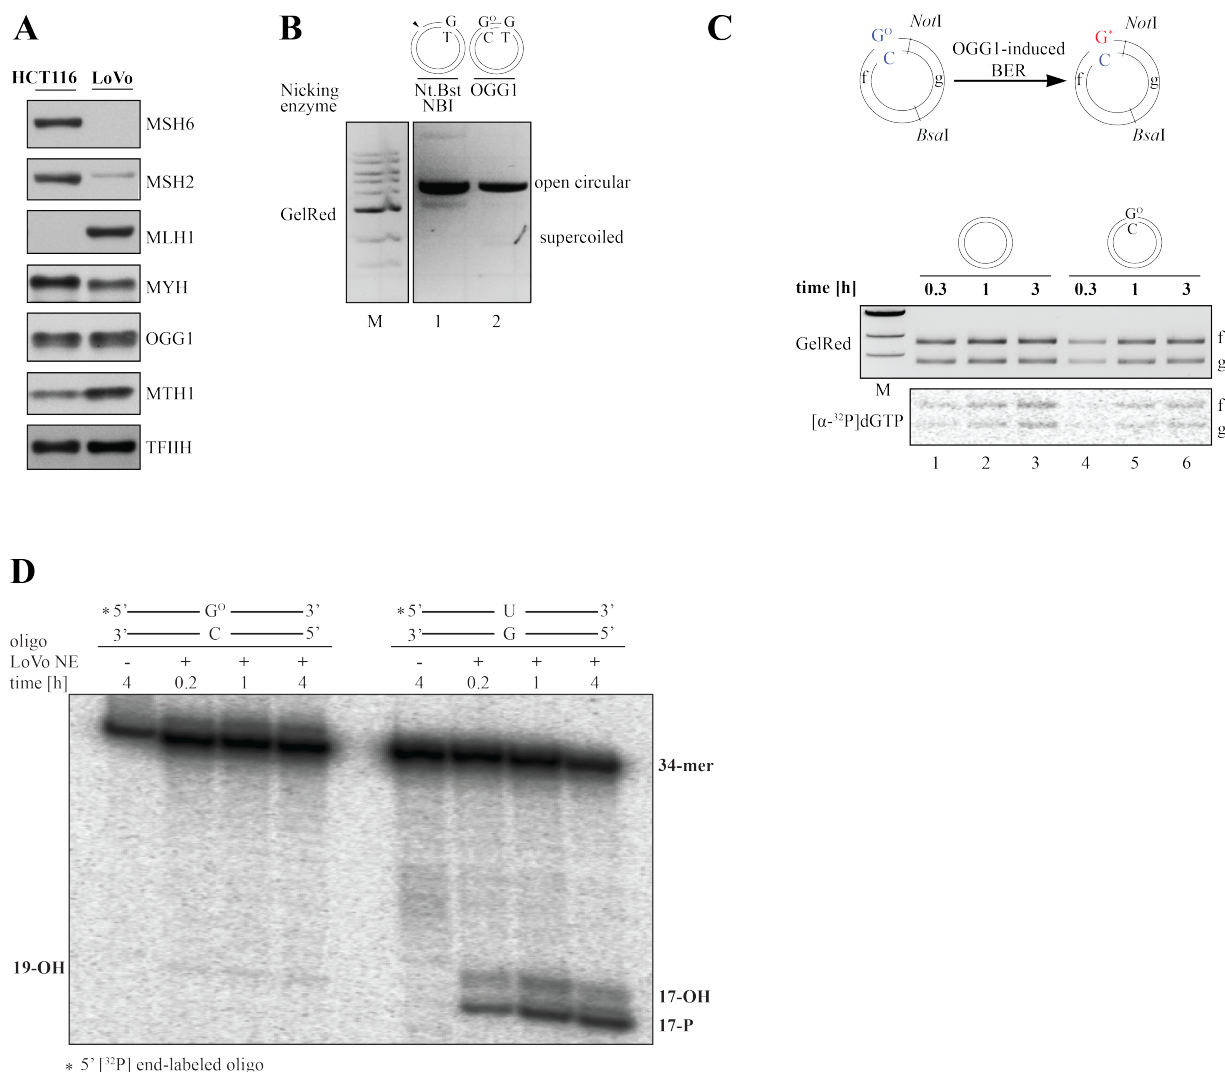 A
HCT116 LoVo
MSH6
MSH2
MLH1
MYH
OGG1
MTH1
TFIIH
B
G
T
Gᴼ G
C T
Nicking
enzyme
Nt.Bst
NBI
OGG1
GelRed
open circular
supercoiled
M 1 2
C
Gᴼ
C
NotI
f g
BsaI
OGG1-induced
BER
G*
C
NotI
f g
BsaI
Gᴼ
C
time [h] 0.3 1 3 0.3 1 3
GelRed
f
g
M
[α-³²P]dGTP
f
g
1 2 3 4 5 6
D
*5’ Gᴼ 3’ *5’ U 3’
3’ C 5’ 3’ G 5’
oligo
LoVo NE - + + + - + + +
time [h] 4 0.2 1 4 4 0.2 1 4
34-mer
19-OH
17-OH
17-P
* 5’ [³²P] end-labeled oligo